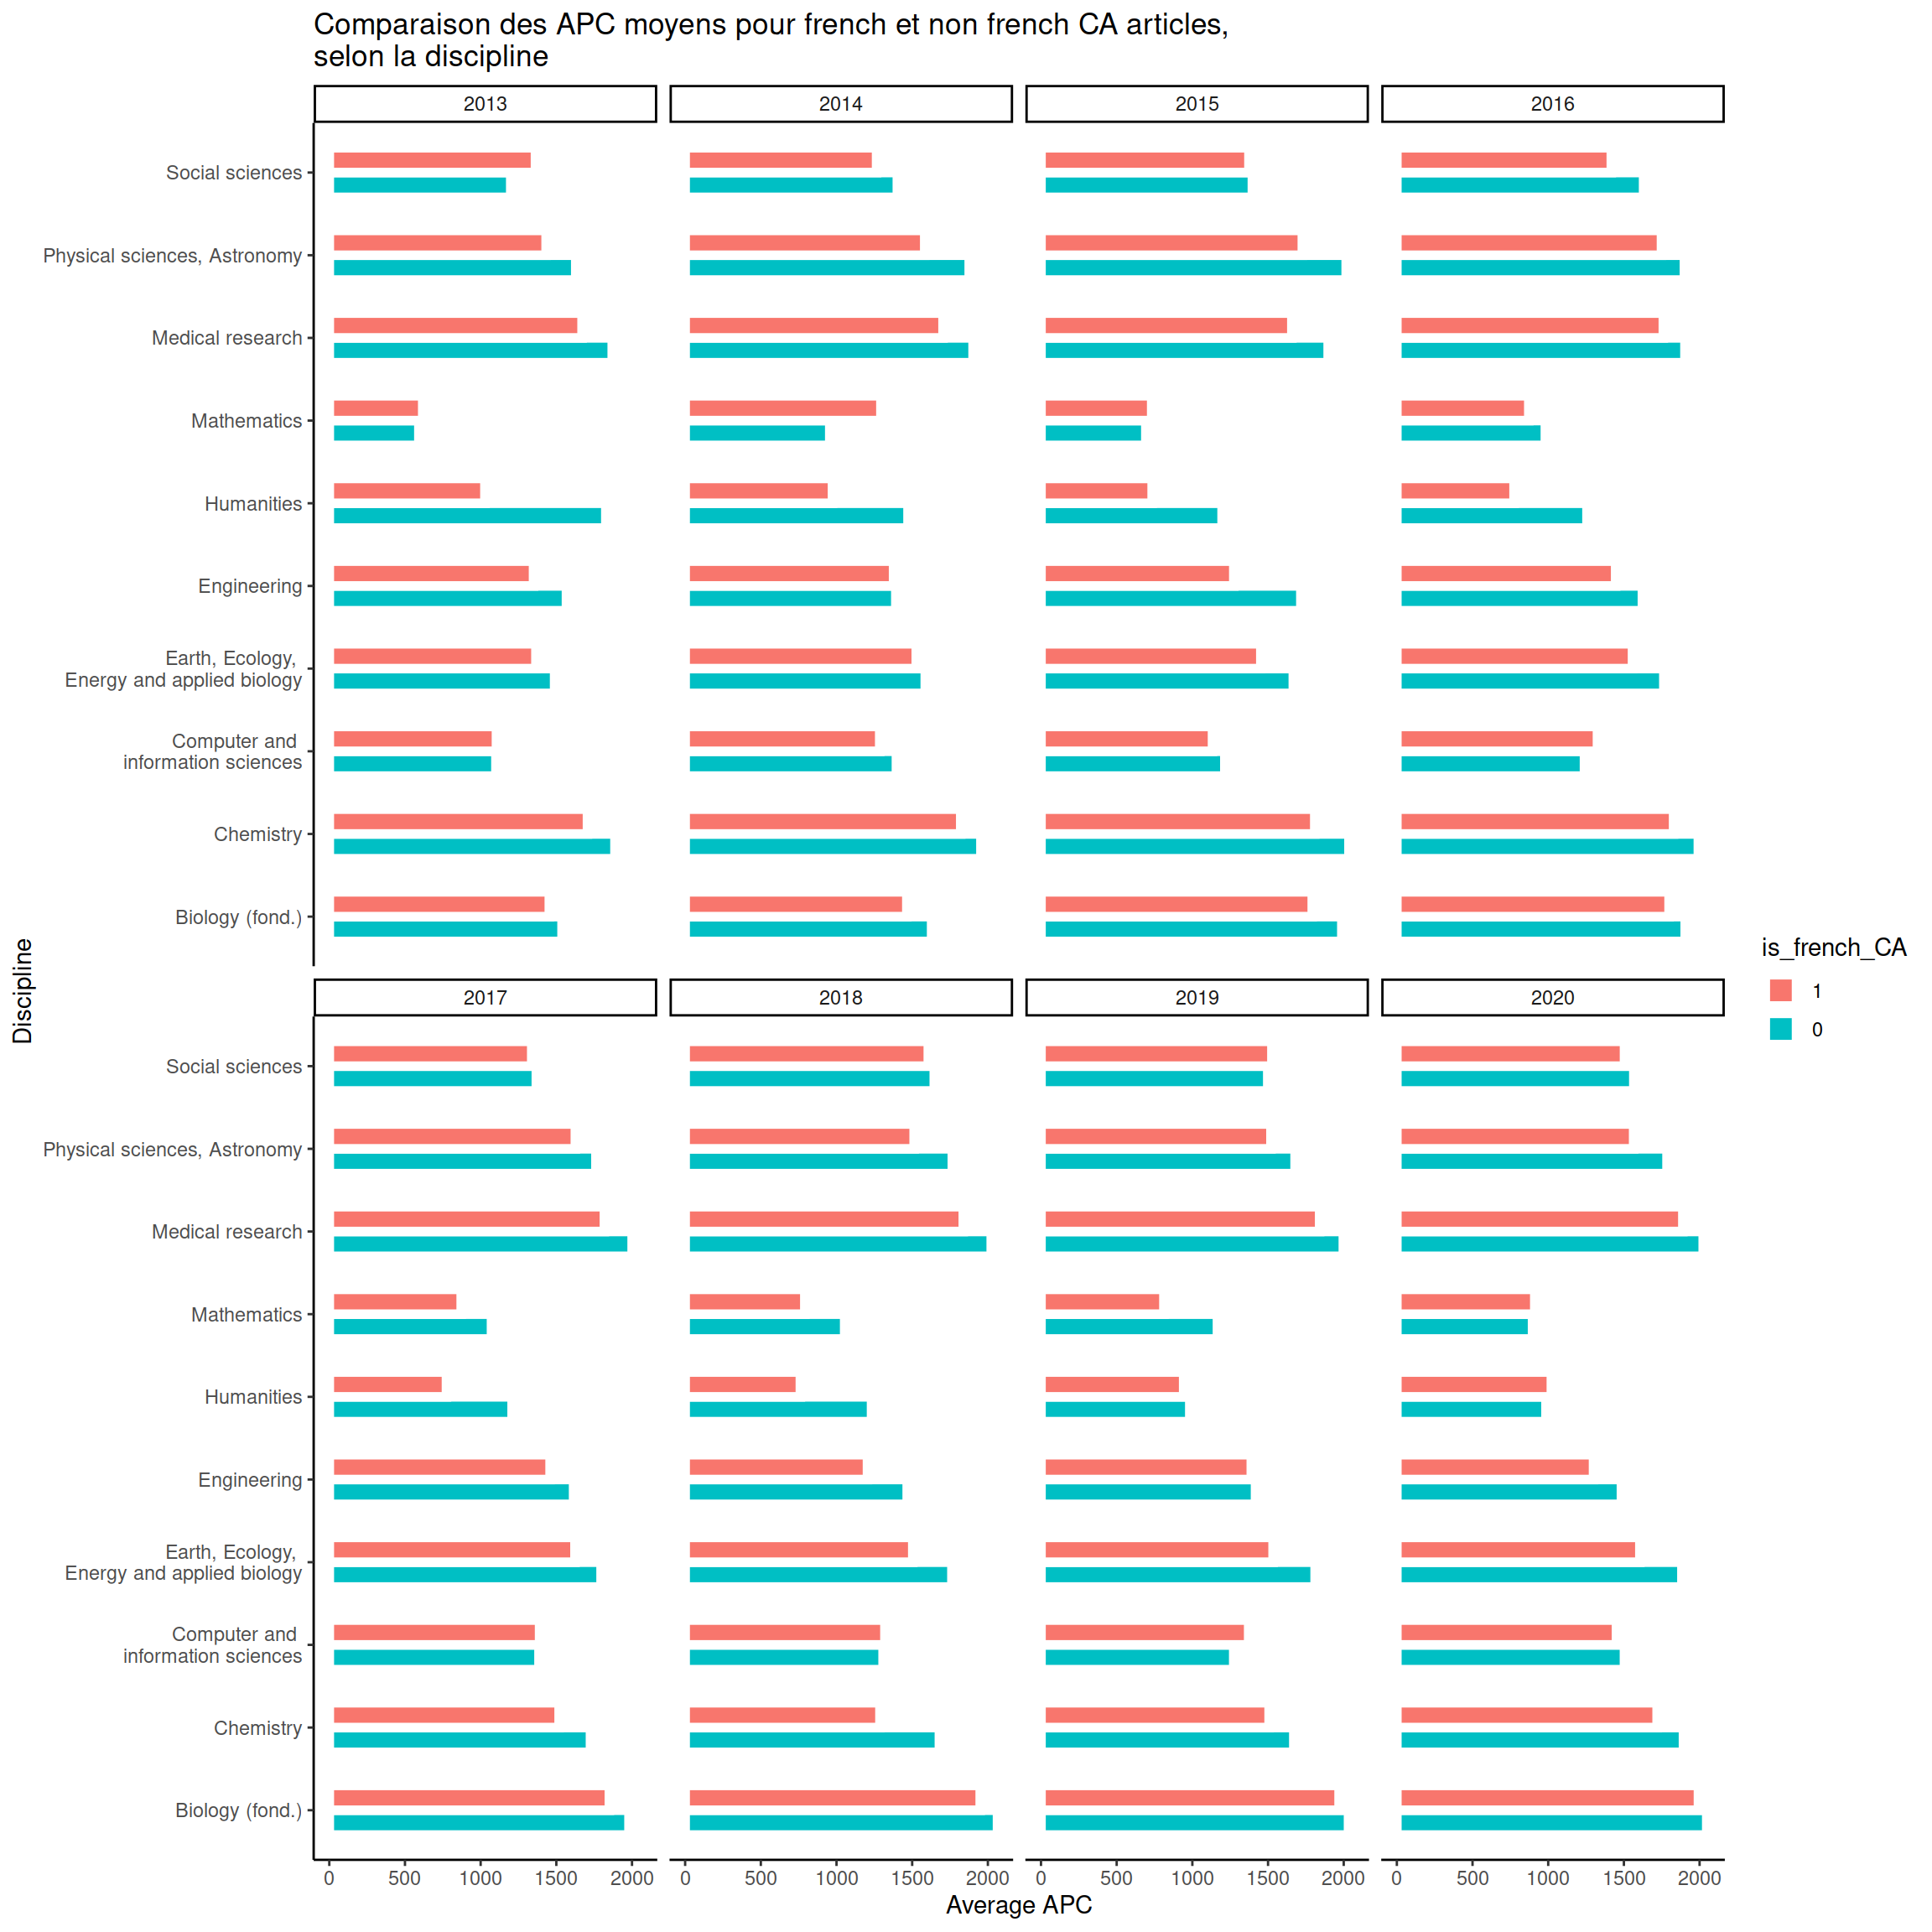 Comparaison des APC moyens pour french et non french CA articles,
selon la discipline
2013
2014
2015
2016
Social sciences
Physical sciences, Astronomy
Medical research
Mathematics
Humanities
Engineering
Earth, Ecology,
Energy and applied biology
Computer and
information sciences
Chemistry
Biology (fond.)
Discipline
2017
2018
2019
2020
Social sciences
Physical sciences, Astronomy
Medical research
Mathematics
Humanities
Engineering
Earth, Ecology,
Energy and applied biology
Computer and
information sciences
Chemistry
Biology (fond.)
0 500 1000 1500 2000
0 500 1000 1500 2000
0 500 1000 1500 2000
0 500 1000 1500 2000
Average APC
is_french_CA
1
0